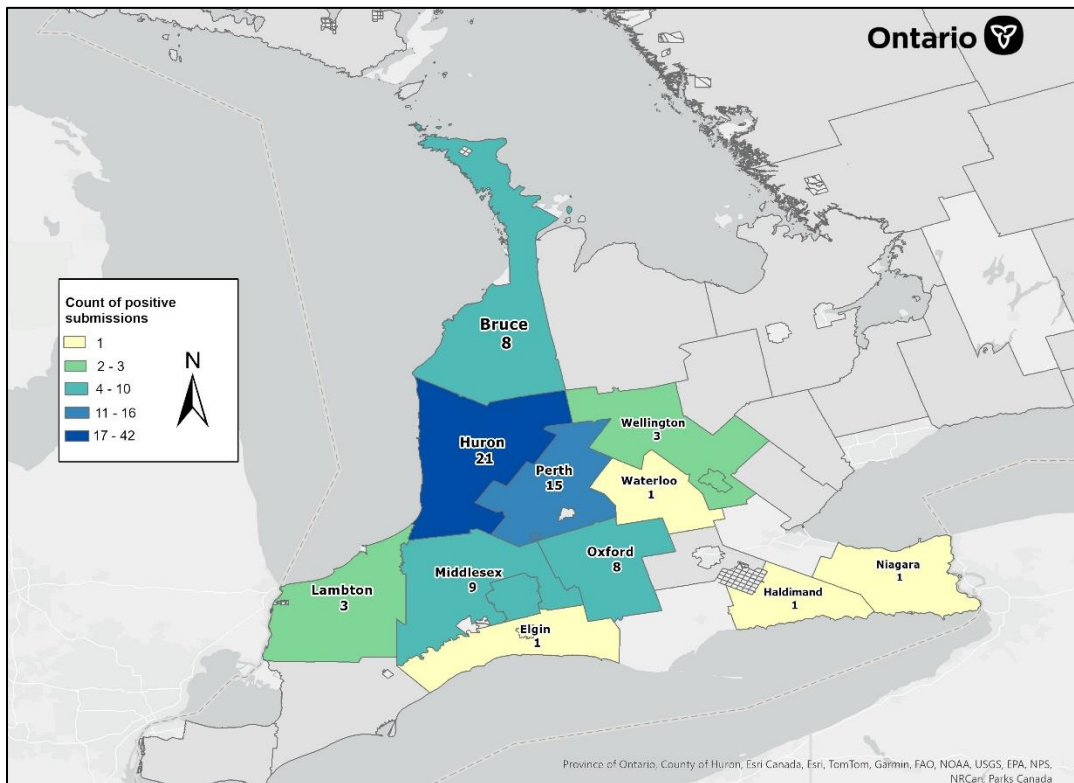 Ontario
Count of positive
submissions
1
2 - 3
4 - 10
11 - 16
17 - 42
N
Bruce
8
Huron
21
Perth
15
Wellington
3
Waterloo
1
Oxford
8
Middlesex
9
Lambton
3
Elgin
1
Haldimand
1
Niagara
1
Province of Ontario, County of Huron, Esri Canada, Esri, TomTom, Garmin, FAO, NOAA, USGS, EPA, NPS,
NRCan, Parks Canada